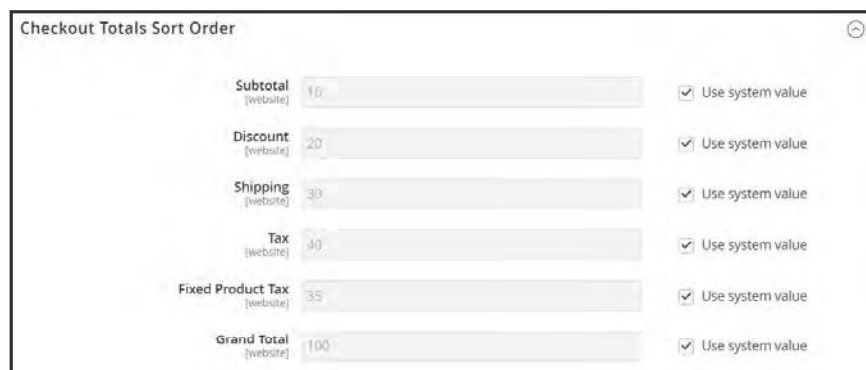 Checkout Totals Sort Order
Subtotal 10 Use system value
[website]
Discount 20 Use system value
[website]
Shipping 30 Use system value
[website]
Tax 40 Use system value
[website]
Fixed Product Tax 35 Use system value
[website]
Grand Total 100 Use system value
[website]